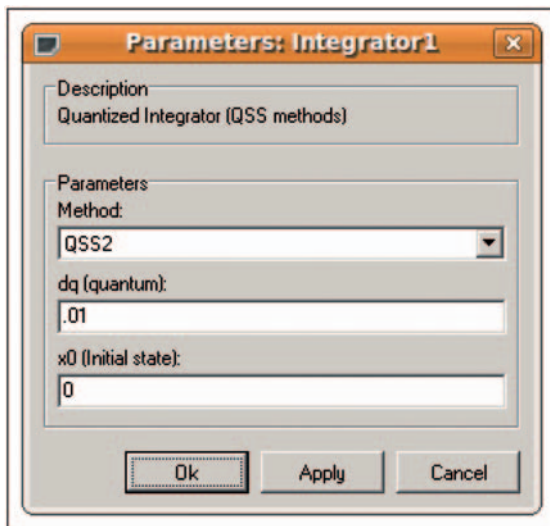 Parameters: Integrator1
Description
Quantized Integrator (QSS methods)
Parameters
Method:
QSS2
dq (quantum):
.01
x0 (Initial state):
0
Ok Apply Cancel